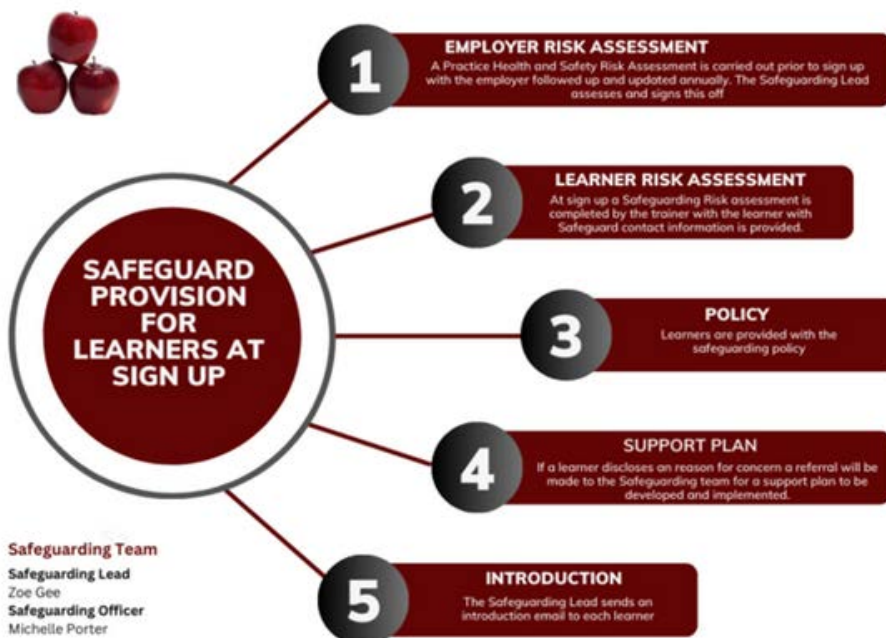 SAFEGUARD
PROVISION
FOR
LEARNERS AT
SIGN UP
1
EMPLOYER RISK ASSESSMENT
A Practice Health and Safety Risk Assessment is carried out prior to sign up
with the employer followed up and updated annually. The Safeguarding Lead
assesses and signs this off
2
LEARNER RISK ASSESSMENT
At sign up a Safeguarding Risk assessment is
completed by the trainer with the learner with
Safeguard contact information is provided.
3
POLICY
Learners are provided with the
safeguarding policy
4
SUPPORT PLAN
If a learner discloses an reason for concern a referral will be
made to the Safeguarding team for a support plan to be
developed and implemented.
5
INTRODUCTION
The Safeguarding Lead sends an
introduction email to each learner
Safeguarding Team
Safeguarding Lead
Zoe Gee
Safeguarding Officer
Michelle Porter